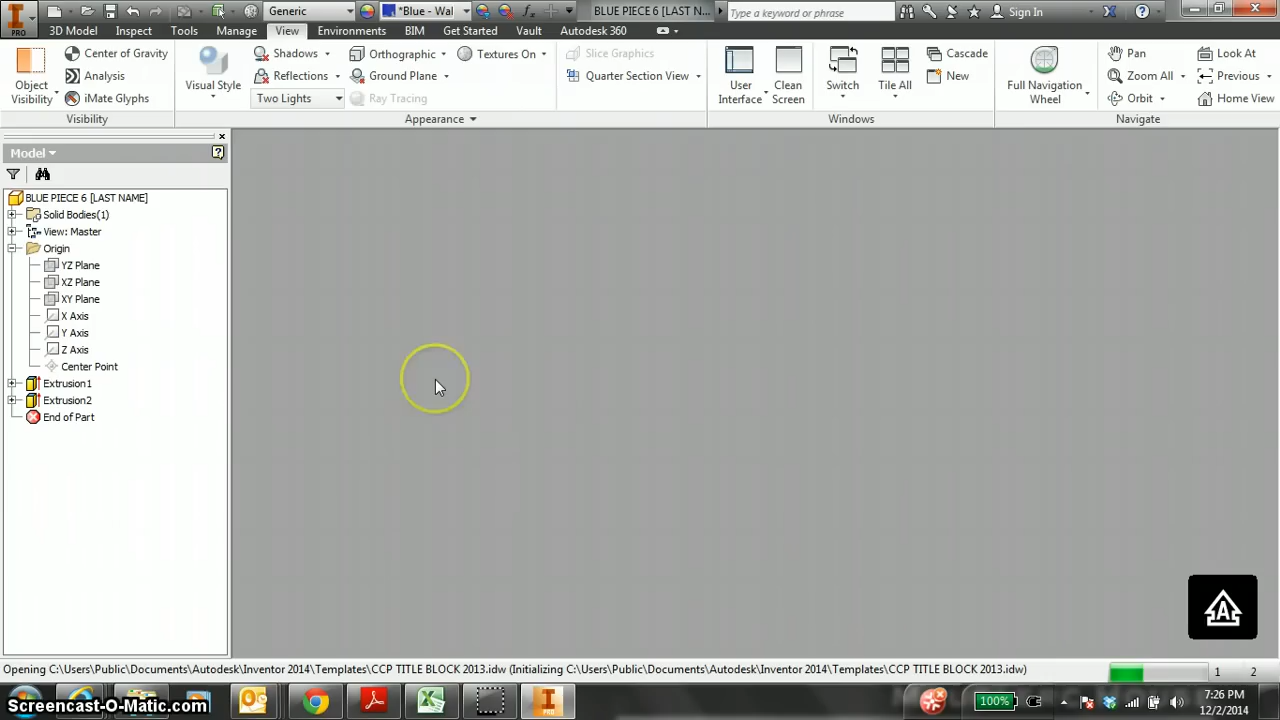 Generic
*Blue - Wal
BLUE PIECE 6 [LAST N...
Type a keyword or phrase
Sign In
PRO
3D Model
Inspect
Tools
Manage
View
Environments
BIM
Get Started
Vault
Autodesk 360
Object
Visibility
Center of Gravity
Analysis
iMate Glyphs
Visibility
Visual Style
Shadows
Reflections
Two Lights
Orthographic
Ground Plane
Ray Tracing
Textures On
Appearance
Slice Graphics
Quarter Section View
User
Interface
Clean
Screen
Switch
Tile All
Cascade
New
Windows
Full Navigation
Wheel
Pan
Zoom All
Orbit
Look At
Previous
Home View
Navigate
Model
BLUE PIECE 6 [LAST NAME]
Solid Bodies(1)
View: Master
Origin
YZ Plane
XZ Plane
XY Plane
X Axis
Y Axis
Z Axis
Center Point
Extrusion1
Extrusion2
End of Part
A
Opening C:\Users\Public\Documents\Autodesk\Inventor 2014\Templates\CCP TITLE BLOCK 2013.idw (Initializing C:\Users\Public\Documents\Autodesk\Inventor 2014\Templates\CCP TITLE BLOCK 2013.idw)
1 2
Screencast-O-Matic.com
100%
7:26 PM
12/2/2014